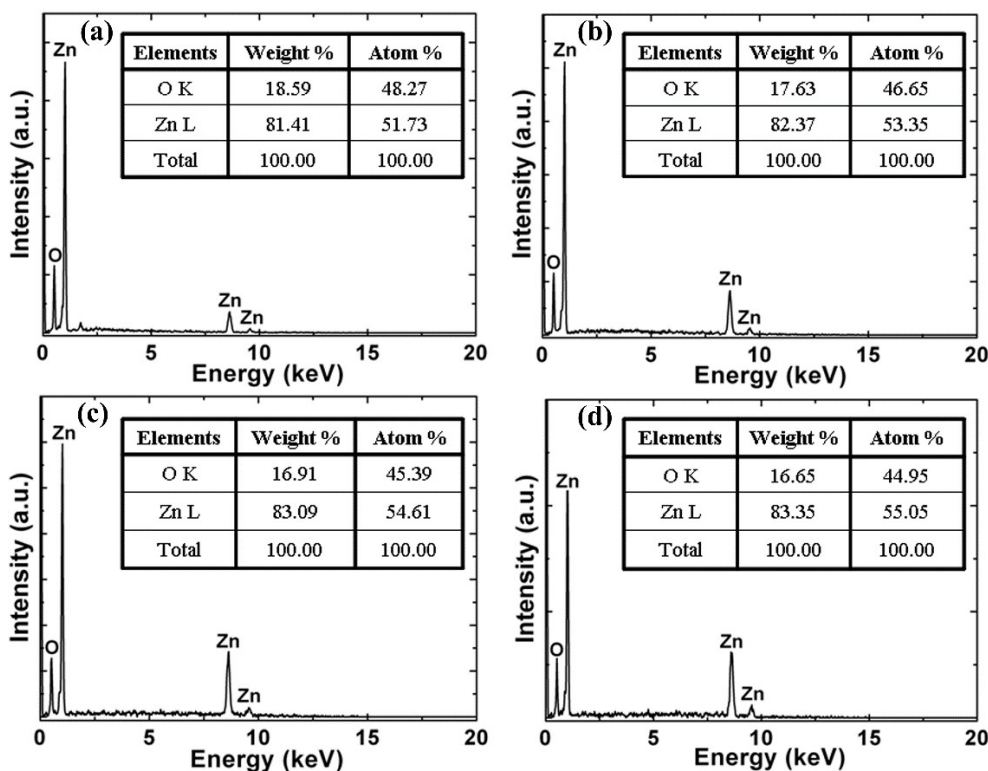 (a)
Zn
Elements Weight % Atom %
O K 18.59 48.27
Zn L 81.41 51.73
Total 100.00 100.00
O
Zn
Zn
Intensity (a.u.)
0 5 10 15 20
Energy (keV)
(b)
Zn
Elements Weight % Atom %
O K 17.63 46.65
Zn L 82.37 53.35
Total 100.00 100.00
O
Zn
Zn
Intensity (a.u.)
0 5 10 15 20
Energy (keV)
(c)
Zn
Elements Weight % Atom %
O K 16.91 45.39
Zn L 83.09 54.61
Total 100.00 100.00
O
Zn
Zn
Intensity (a.u.)
0 5 10 15 20
Energy (keV)
(d)
Zn
Elements Weight % Atom %
O K 16.65 44.95
Zn L 83.35 55.05
Total 100.00 100.00
O
Zn
Zn
Intensity (a.u.)
0 5 10 15 20
Energy (keV)